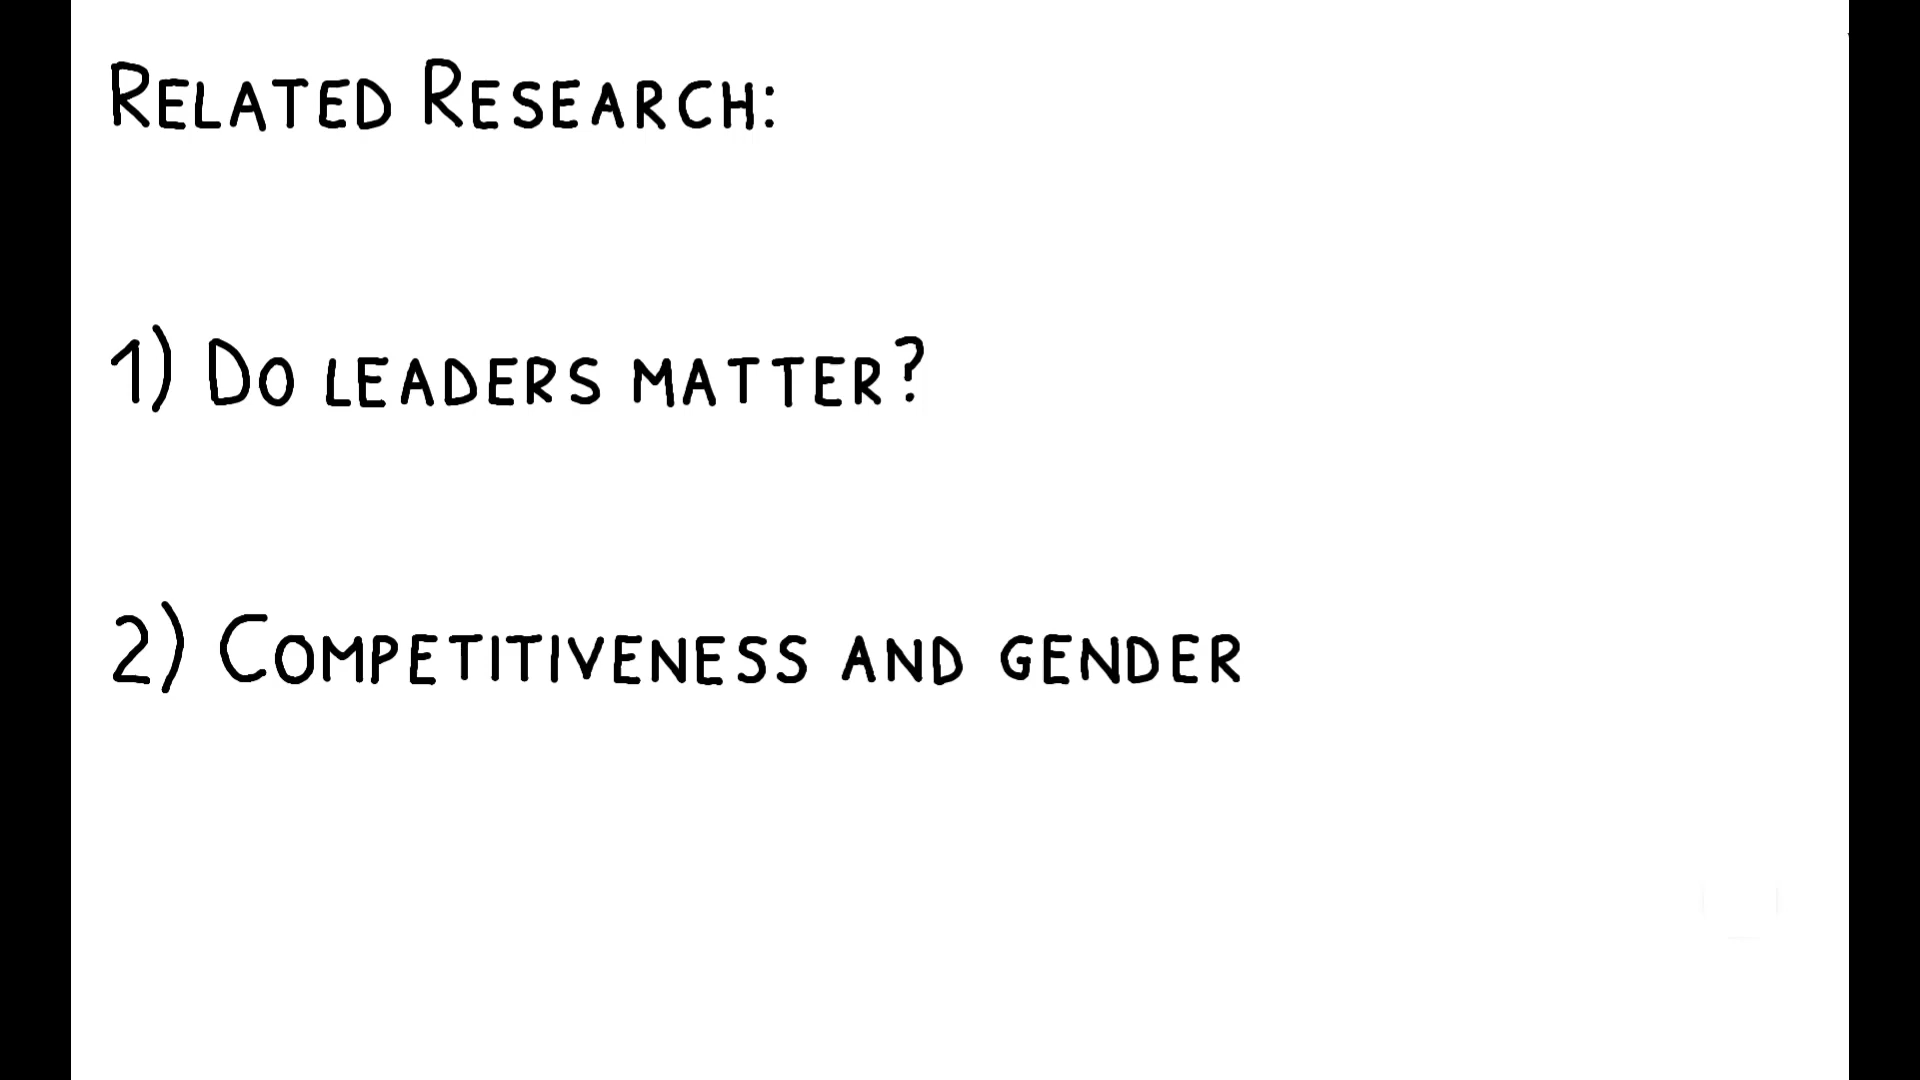 Related Research:
1) Do leaders matter?
2) Competitiveness and gender